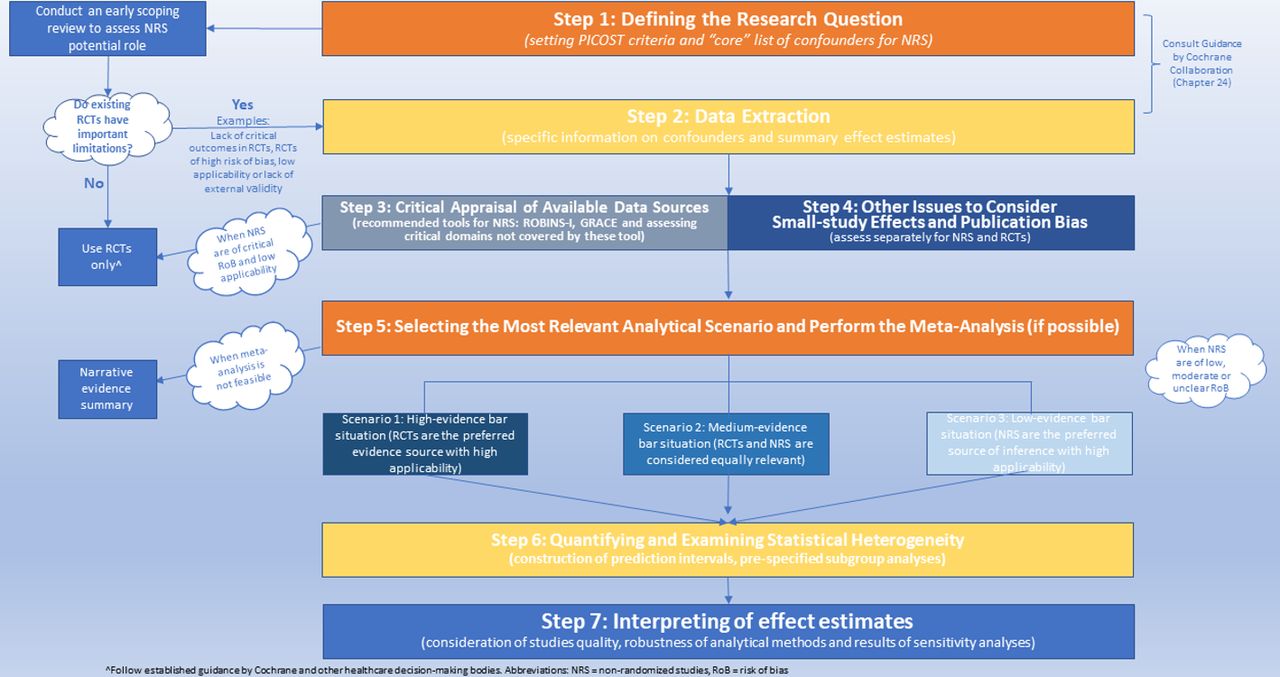 Conduct an early scoping
review to assess NRS
potential role
Step 1: Defining the Research Question
(setting PICOST criteria and “core” list of confounders for NRS)
Consult Guidance
by Cochrane
Collaboration
(Chapter 24)
Do existing
RCTs have
important
limitations?
Yes
Examples:
Lack of critical
outcomes in RCTs, RCTs
of high risk of bias, low
applicability or lack of
external validity
Step 2: Data Extraction
(specific information on confounders and summary effect estimates)
No
Use RCTs
only^
When NRS
are of critical
RoB and low
applicability
Step 3: Critical Appraisal of Available Data Sources
(recommended tools for NRS: ROBINS-I, GRACE and assessing
critical domains not covered by these tool)
Step 4: Other Issues to Consider
Small-study Effects and Publication Bias
(assess separately for NRS and RCTs)
Step 5: Selecting the Most Relevant Analytical Scenario and Perform the Meta-Analysis (if possible)
When meta-
analysis is
not feasible
Narrative
evidence
summary
When NRS
are of low,
moderate or
unclear RoB
Scenario 1: High-evidence bar
situation (RCTs are the preferred
evidence source with high
applicability)
Scenario 2: Medium-evidence
bar situation (RCTs and NRS are
considered equally relevant)
Scenario 3: Low-evidence bar
situation (NRS are the preferred
source of inference with high
applicability)
Step 6: Quantifying and Examining Statistical Heterogeneity
(construction of prediction intervals, pre-specified subgroup analyses)
Step 7: Interpreting of effect estimates
(consideration of studies quality, robustness of analytical methods and results of sensitivity analyses)
^Follow established guidance by Cochrane and other healthcare decision-making bodies. Abbreviations: NRS = non-randomized studies, RoB = risk of bias